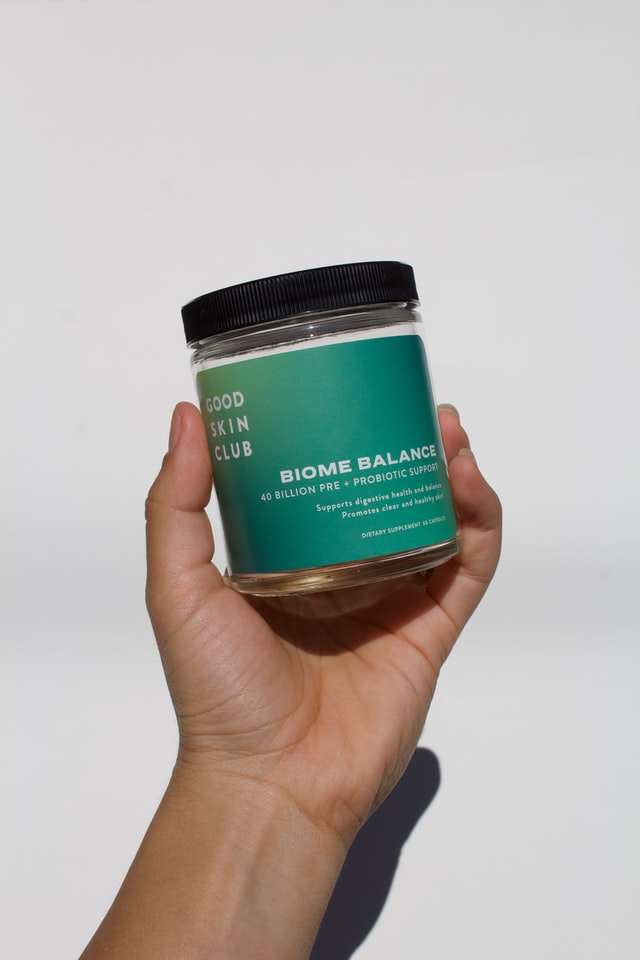 GOOD
SKIN
CLUB
BIOME BALANCE
40 BILLION PRE + PROBIOTIC SUPPORT
Supports digestive health and balance
Promotes clear and healthy skin
DIETARY SUPPLEMENT 60 CAPSULES